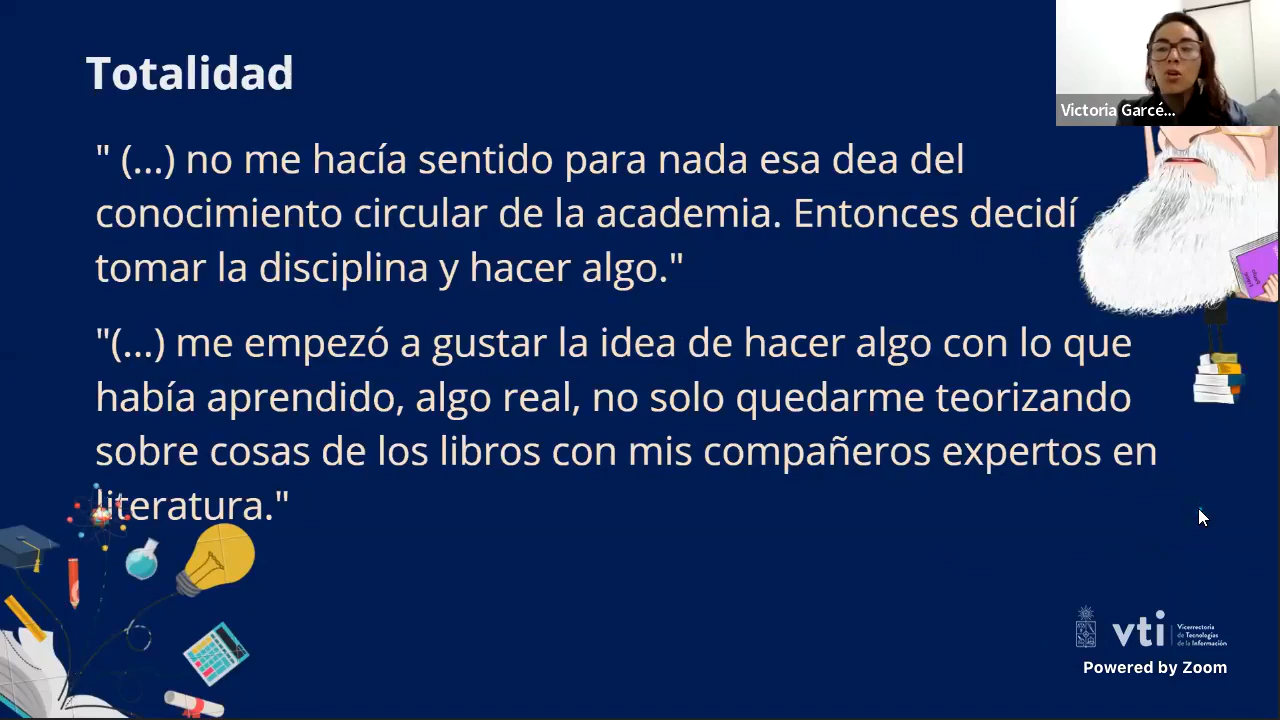 Totalidad
Victoria Garcé...
" (...) no me hacía sentido para nada esa dea del
conocimiento circular de la academia. Entonces decidí
tomar la disciplina y hacer algo."
"(...) me empezó a gustar la idea de hacer algo con lo que
había aprendido, algo real, no solo quedarme teorizando
sobre cosas de los libros con mis compañeros expertos en
literatura."
vti
Vicerrectoría
de Tecnologías
de la Información
Powered by Zoom